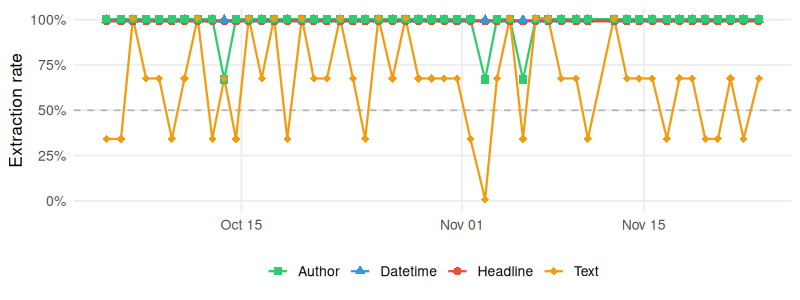 100%
75%
50%
25%
0%
Extraction rate
Oct 15
Nov 01
Nov 15
Author
Datetime
Headline
Text